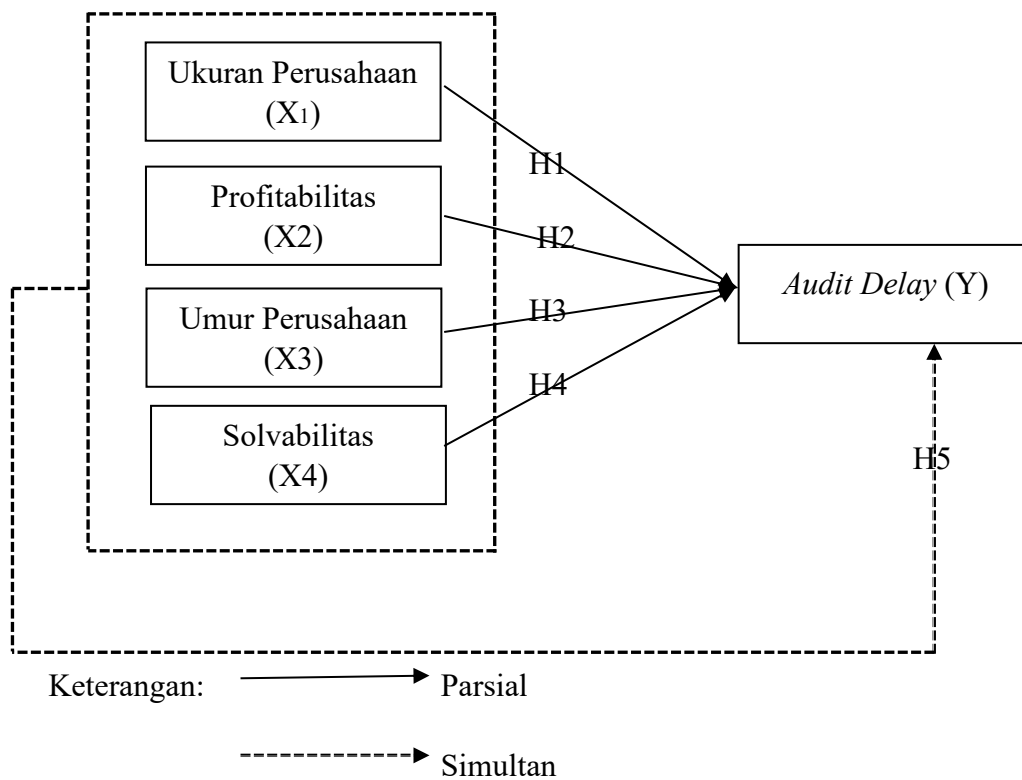 Ukuran Perusahaan
(X1)
H1
Profitabilitas
(X2)
H2
Audit Delay (Y)
Umur Perusahaan
(X3)
H3
H4
Solvabilitas
(X4)
H5
Keterangan:
Parsial
Simultan